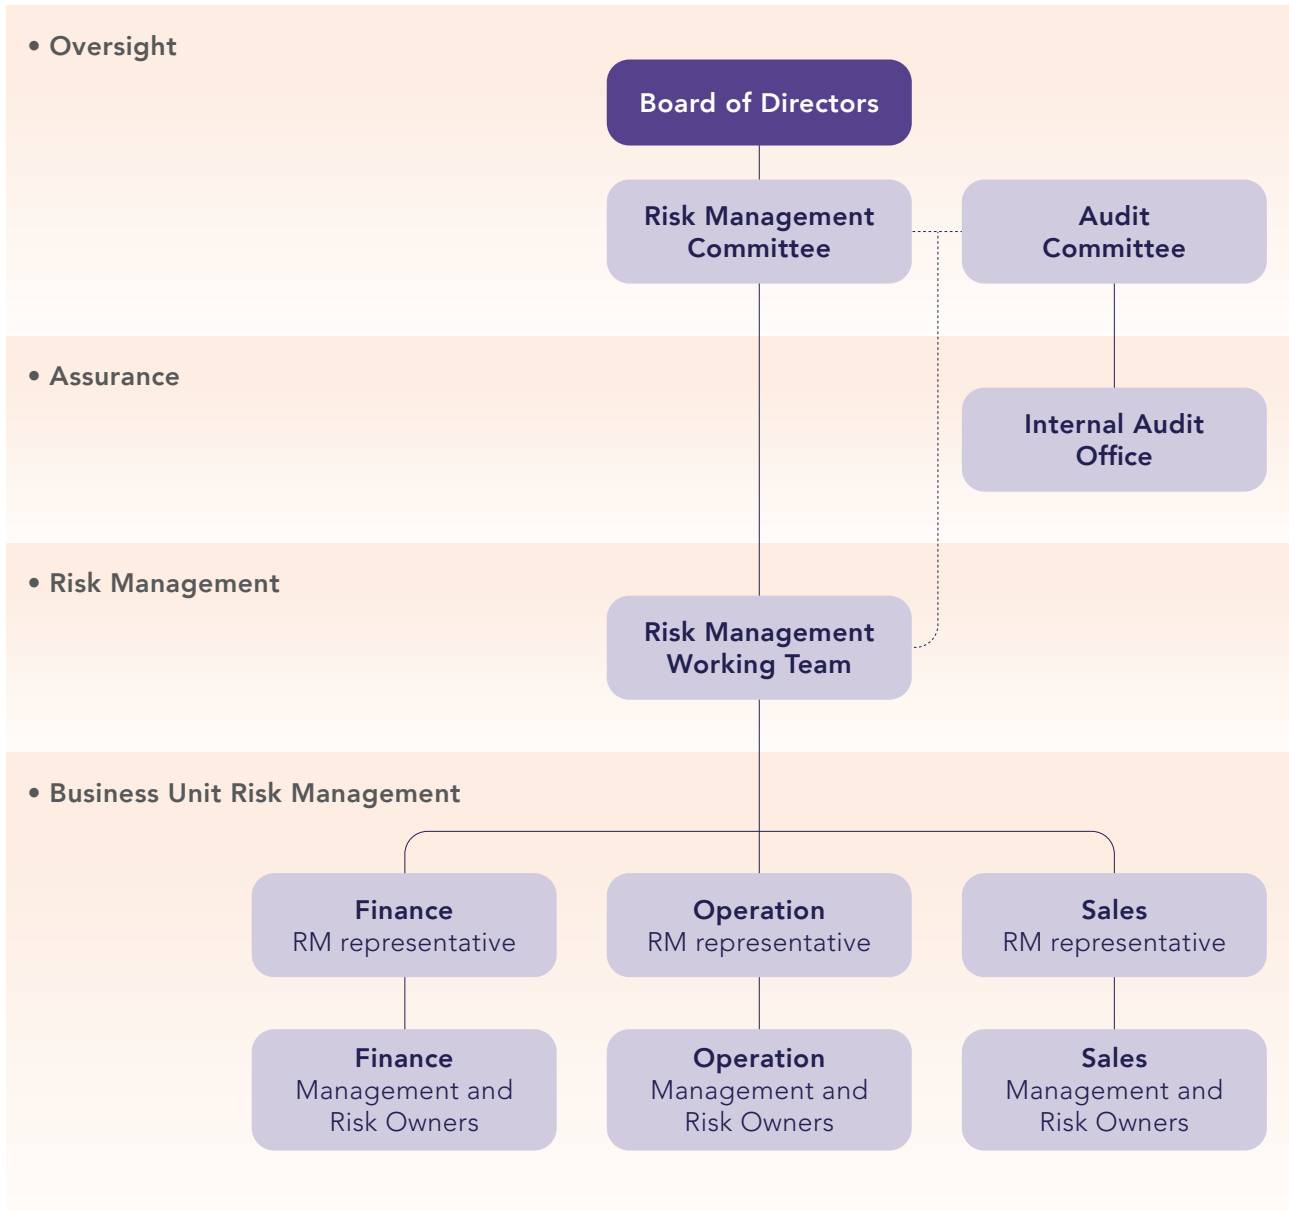 • Oversight
Board of Directors
Risk Management
Committee
Audit
Committee
• Assurance
Internal Audit
Office
• Risk Management
Risk Management
Working Team
• Business Unit Risk Management
Finance
RM representative
Operation
RM representative
Sales
RM representative
Finance
Management and
Risk Owners
Operation
Management and
Risk Owners
Sales
Management and
Risk Owners